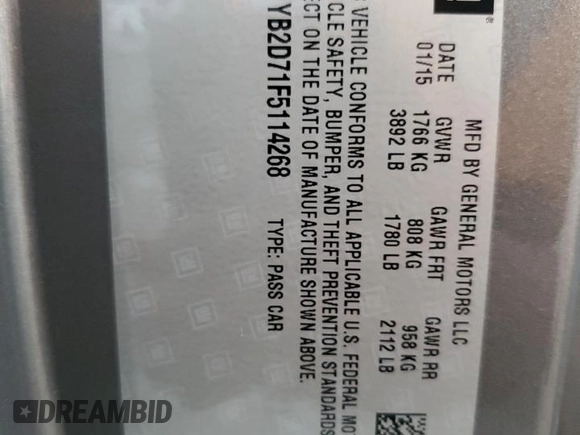 ®
MFD BY GENERAL MOTORS LLC
DATE GVWR GAWR FRT GAWR RR
01/15 1766 KG 808 KG 958 KG
3892 LB 1780 LB 2112 LB
VEHICLE CONFORMS TO ALL APPLICABLE U.S. FEDERAL MO
CLE SAFETY, BUMPER, AND THEFT PREVENTION STANDARDS
ECT ON THE DATE OF MANUFACTURE SHOWN ABOVE.
YB2D71F5114268 TYPE: PASS CAR
DREAMBID